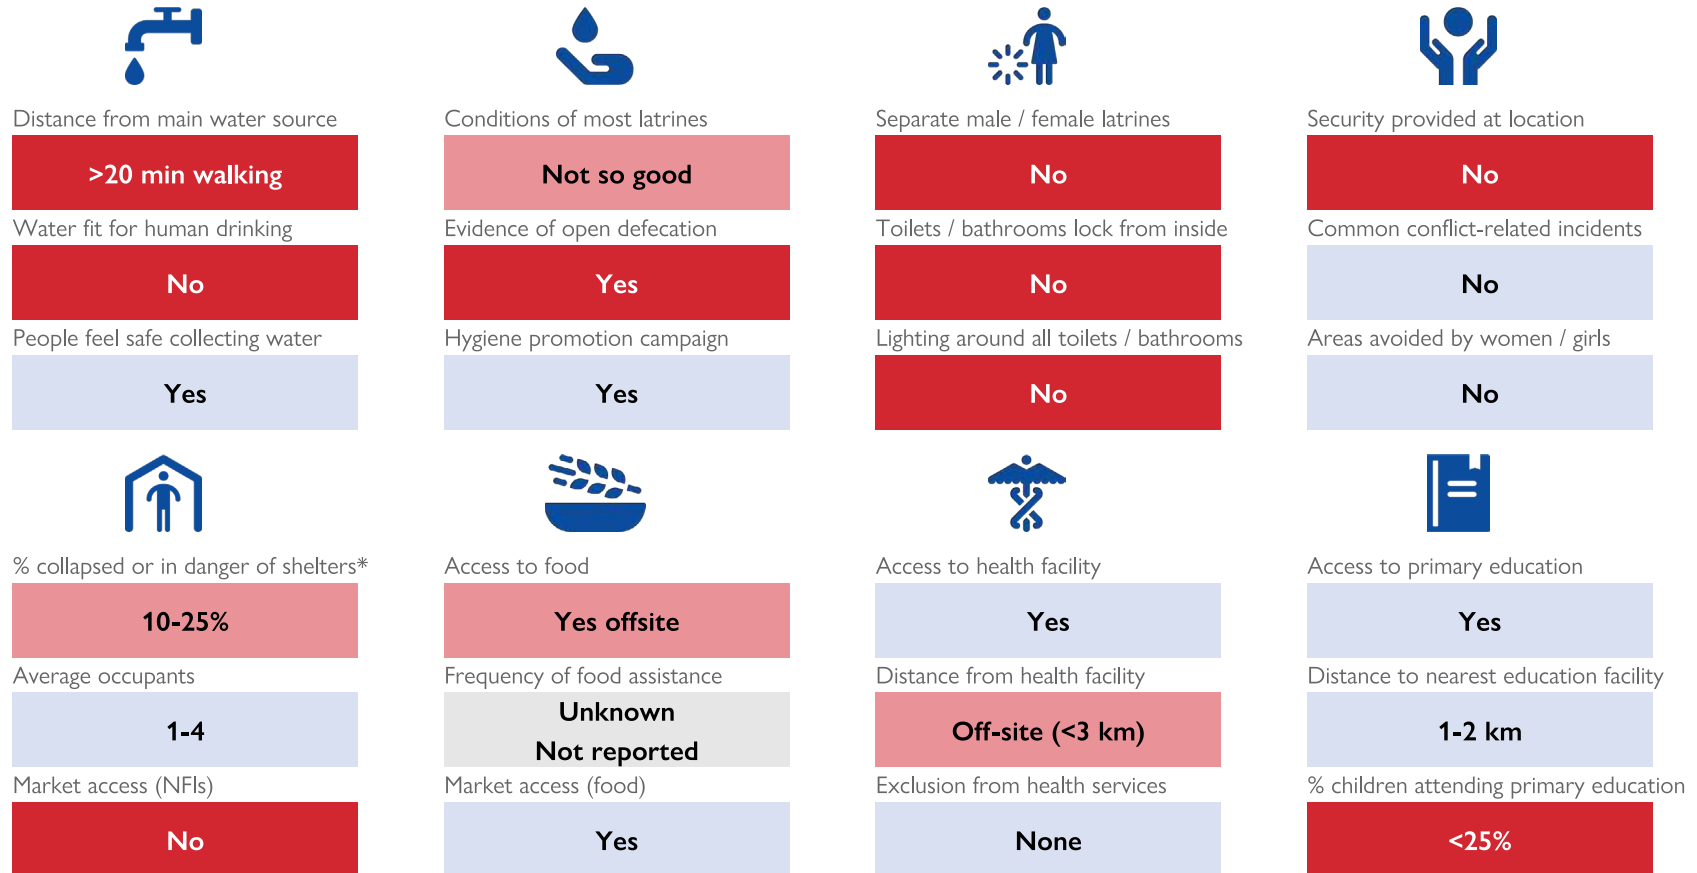 Distance from main water source
>20 min walking
Water fit for human drinking
No
People feel safe collecting water
Yes
Conditions of most latrines
Not so good
Evidence of open defecation
Yes
Hygiene promotion campaign
Yes
Separate male / female latrines
No
Toilets / bathrooms lock from inside
No
Lighting around all toilets / bathrooms
No
Security provided at location
No
Common conflict-related incidents
No
Areas avoided by women / girls
No
% collapsed or in danger of shelters*
10-25%
Average occupants
1-4
Market access (NFIs)
No
Access to food
Yes offsite
Frequency of food assistance
Unknown
Not reported
Market access (food)
Yes
Access to health facility
Yes
Distance from health facility
Off-site (<3 km)
Exclusion from health services
None
Access to primary education
Yes
Distance to nearest education facility
1-2 km
% children attending primary education
<25%